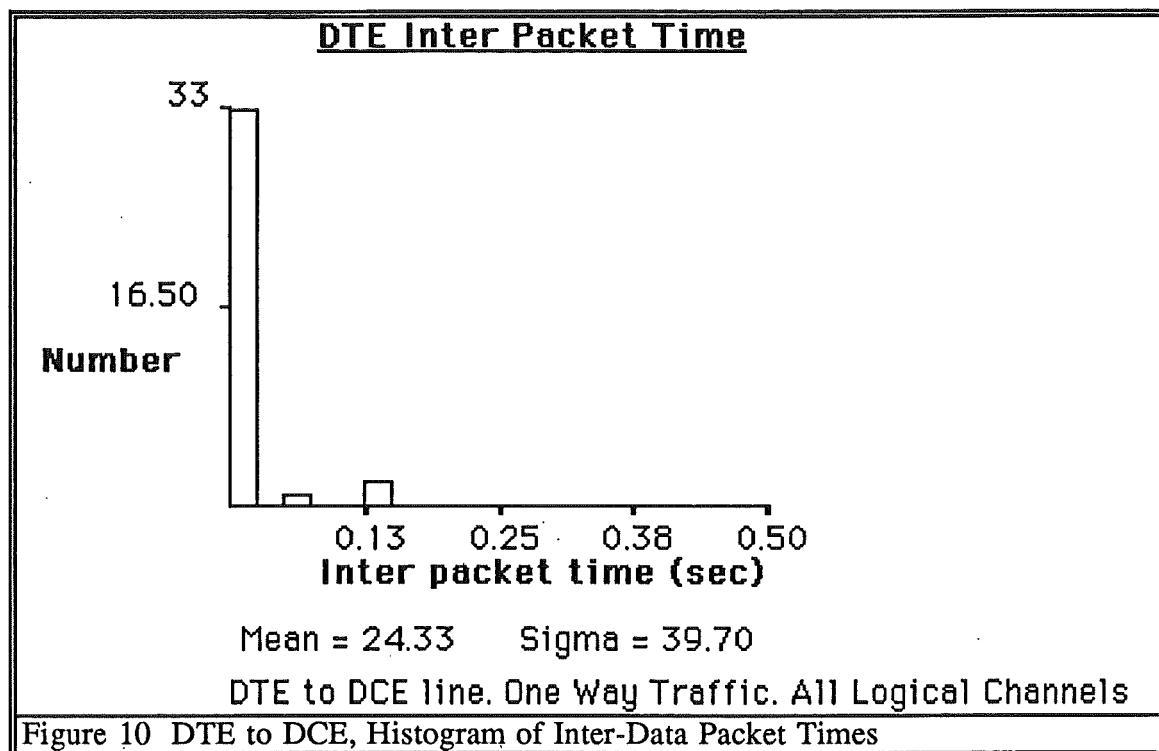 DTE Inter Packet Time
33
16.50
Number
0.13 0.25 0.38 0.50
Inter packet time (sec)
Mean = 24.33 Sigma = 39.70
DTE to DCE line. One Way Traffic. All Logical Channels
Figure 10 DTE to DCE, Histogram of Inter-Data Packet Times